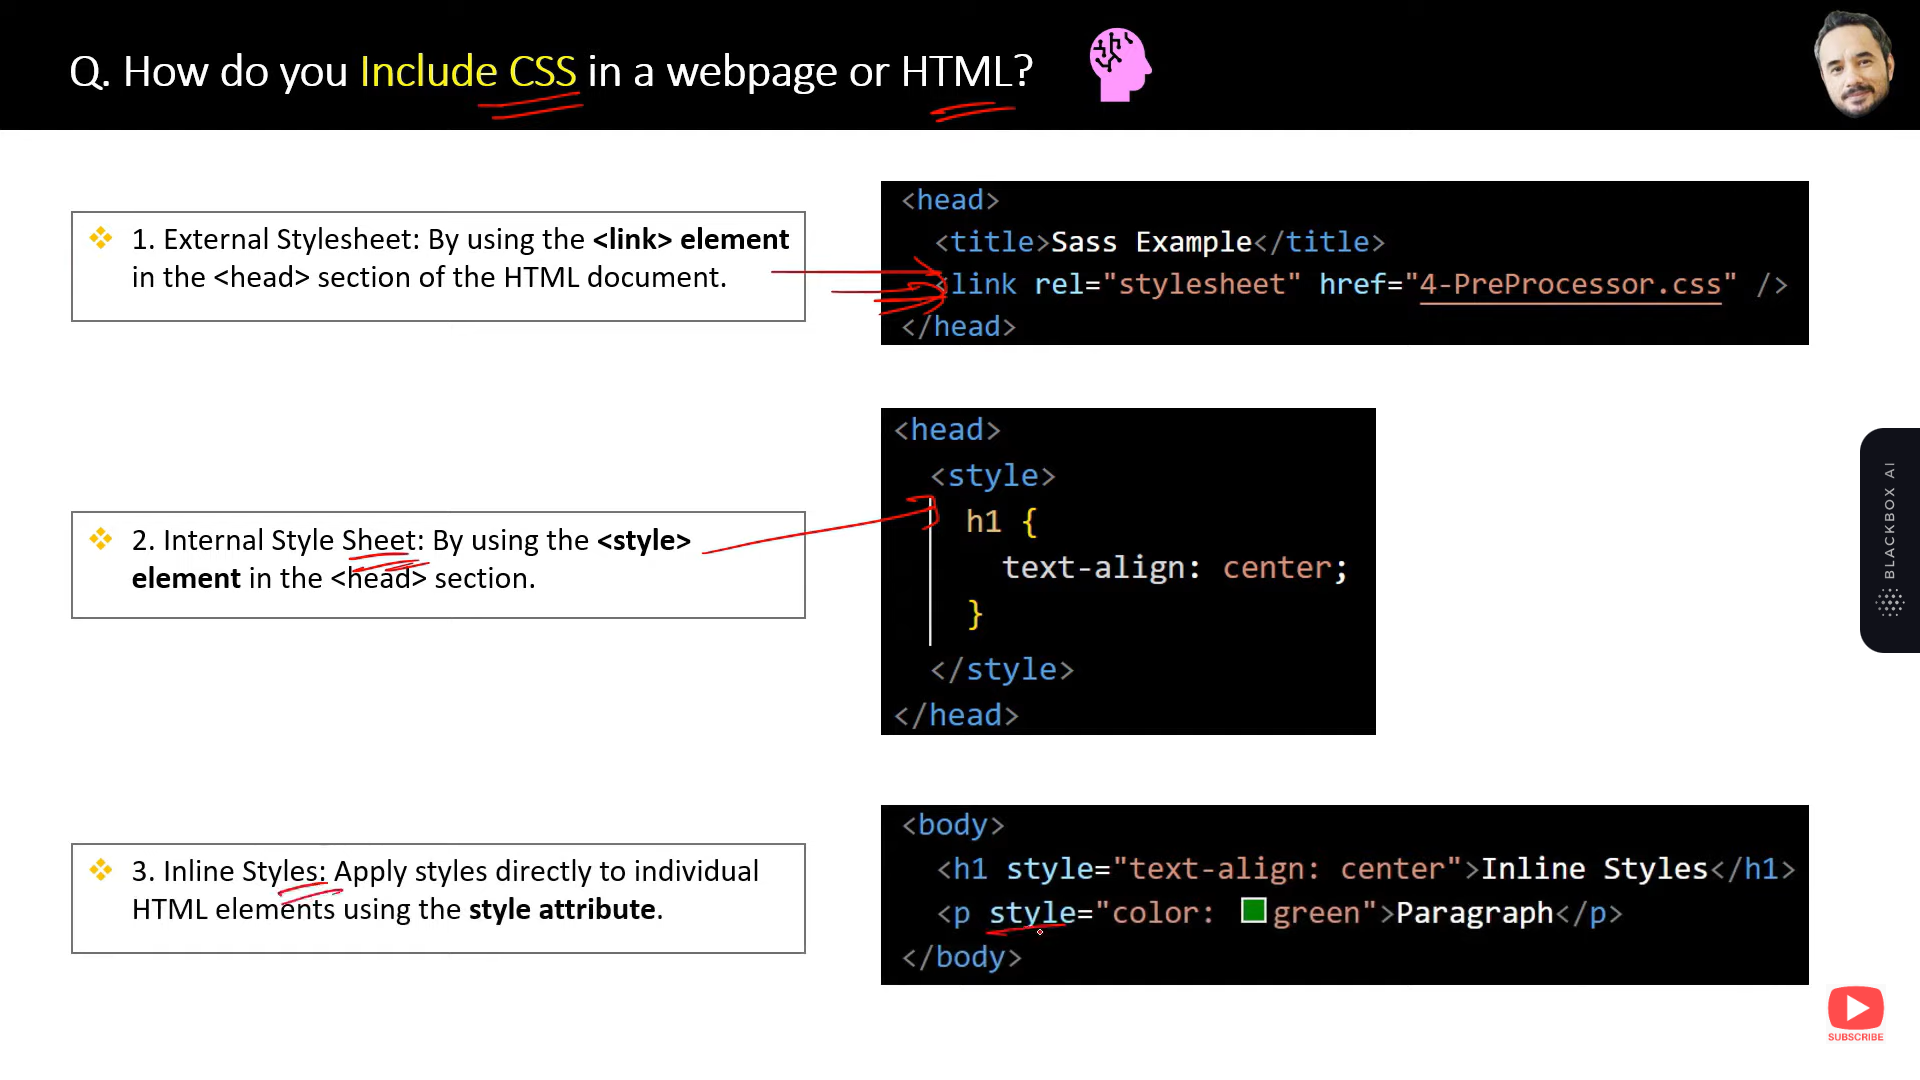 Q. How do you Include CSS in a webpage or HTML?
1. External Stylesheet: By using the <link> element
in the <head> section of the HTML document.
<head>
<title>Sass Example</title>
<link rel="stylesheet" href="4-PreProcessor.css" />
</head>
2. Internal Style Sheet: By using the <style>
element in the <head> section.
<head>
<style>
h1 {
text-align: center;
}
</style>
</head>
3. Inline Styles: Apply styles directly to individual
HTML elements using the style attribute.
<body>
<h1 style="text-align: center">Inline Styles</h1>
<p style="color: green">Paragraph</p>
</body>
BLACKBOX AI
SUBSCRIBE